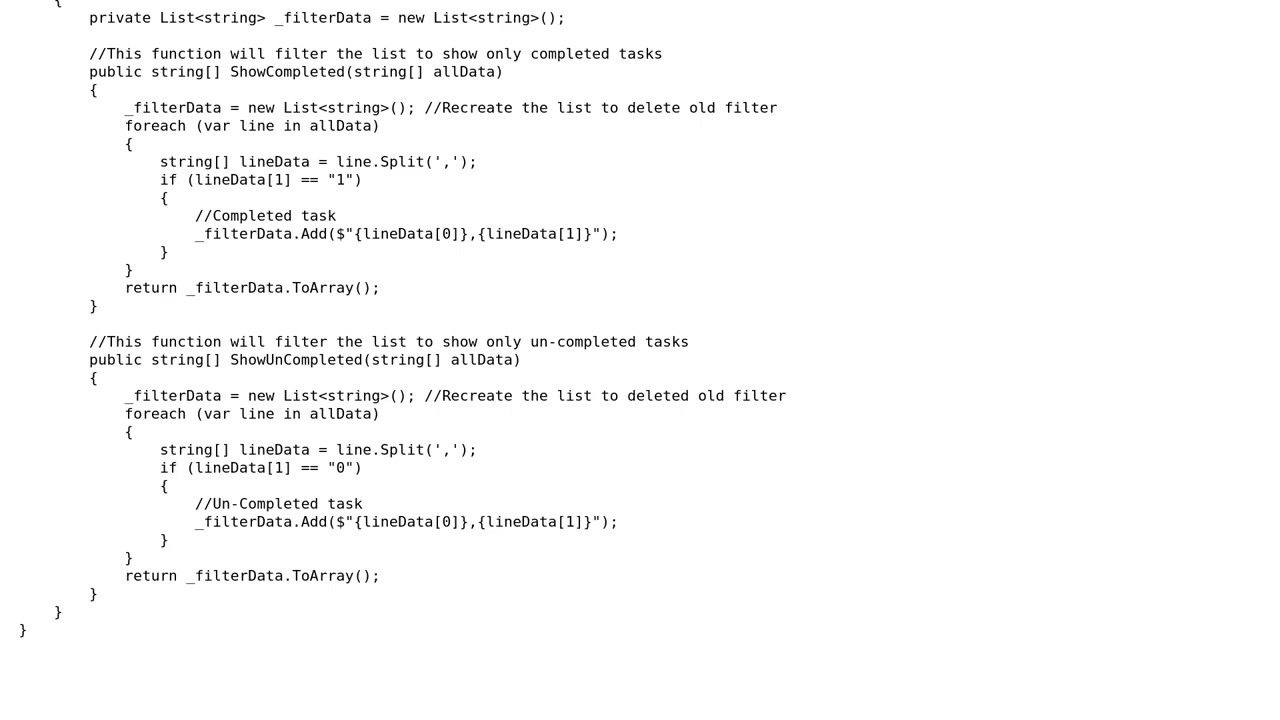 {
private List<string> _filterData = new List<string>();
//This function will filter the list to show only completed tasks
public string[] ShowCompleted(string[] allData)
{
_filterData = new List<string>(); //Recreate the list to delete old filter
foreach (var line in allData)
{
string[] lineData = line.Split(',');
if (lineData[1] == "1")
{
//Completed task
_filterData.Add($"{lineData[0]},{lineData[1]}");
}
}
return _filterData.ToArray();
}
//This function will filter the list to show only un-completed tasks
public string[] ShowUnCompleted(string[] allData)
{
_filterData = new List<string>(); //Recreate the list to deleted old filter
foreach (var line in allData)
{
string[] lineData = line.Split(',');
if (lineData[1] == "0")
{
//Un-Completed task
_filterData.Add($"{lineData[0]},{lineData[1]}");
}
}
return _filterData.ToArray();
}
}
}